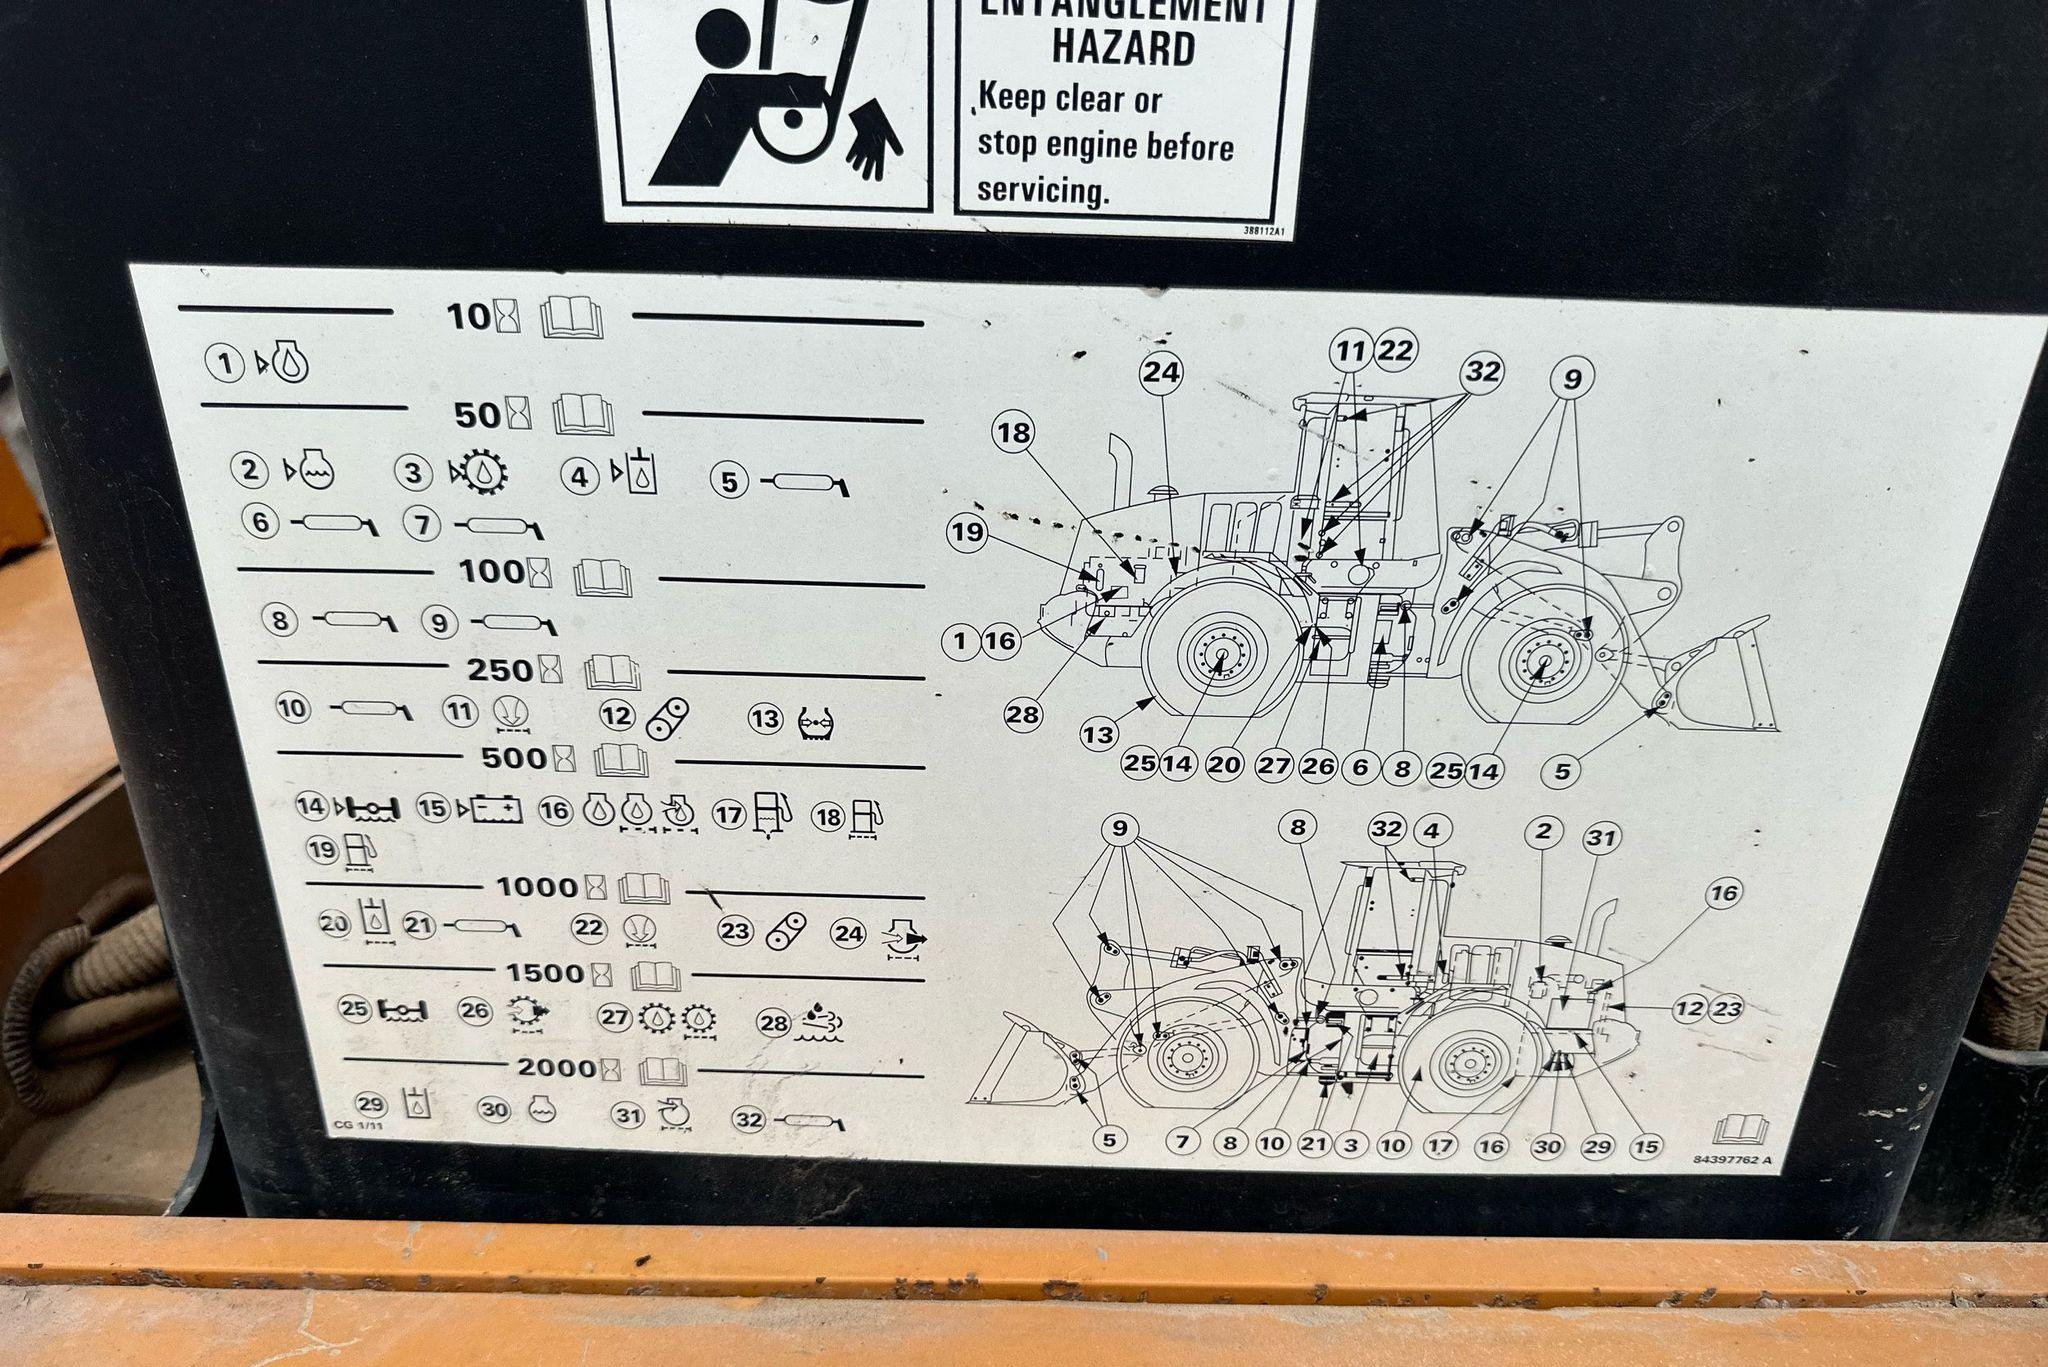 ENTANGLEMENT
HAZARD
Keep clear or
stop engine before
servicing.
388112A1
10
1
50
2 3 4 5
6 7
100
8 9
250
10 11 12 13
500
14 15 16 17 18
19
1000
20 21 22 23 24
1500
25 26 27 28
2000
29 30 31 32
CG 1/11
11 22
24 32 9
18
19
1 16
28
13
25 14 20 27 26 6 8 25 14 5
9 8 32 4 2 31
16
12 23
5 7 8 10 21 3 10 17 16 30 29 15
84397762 A